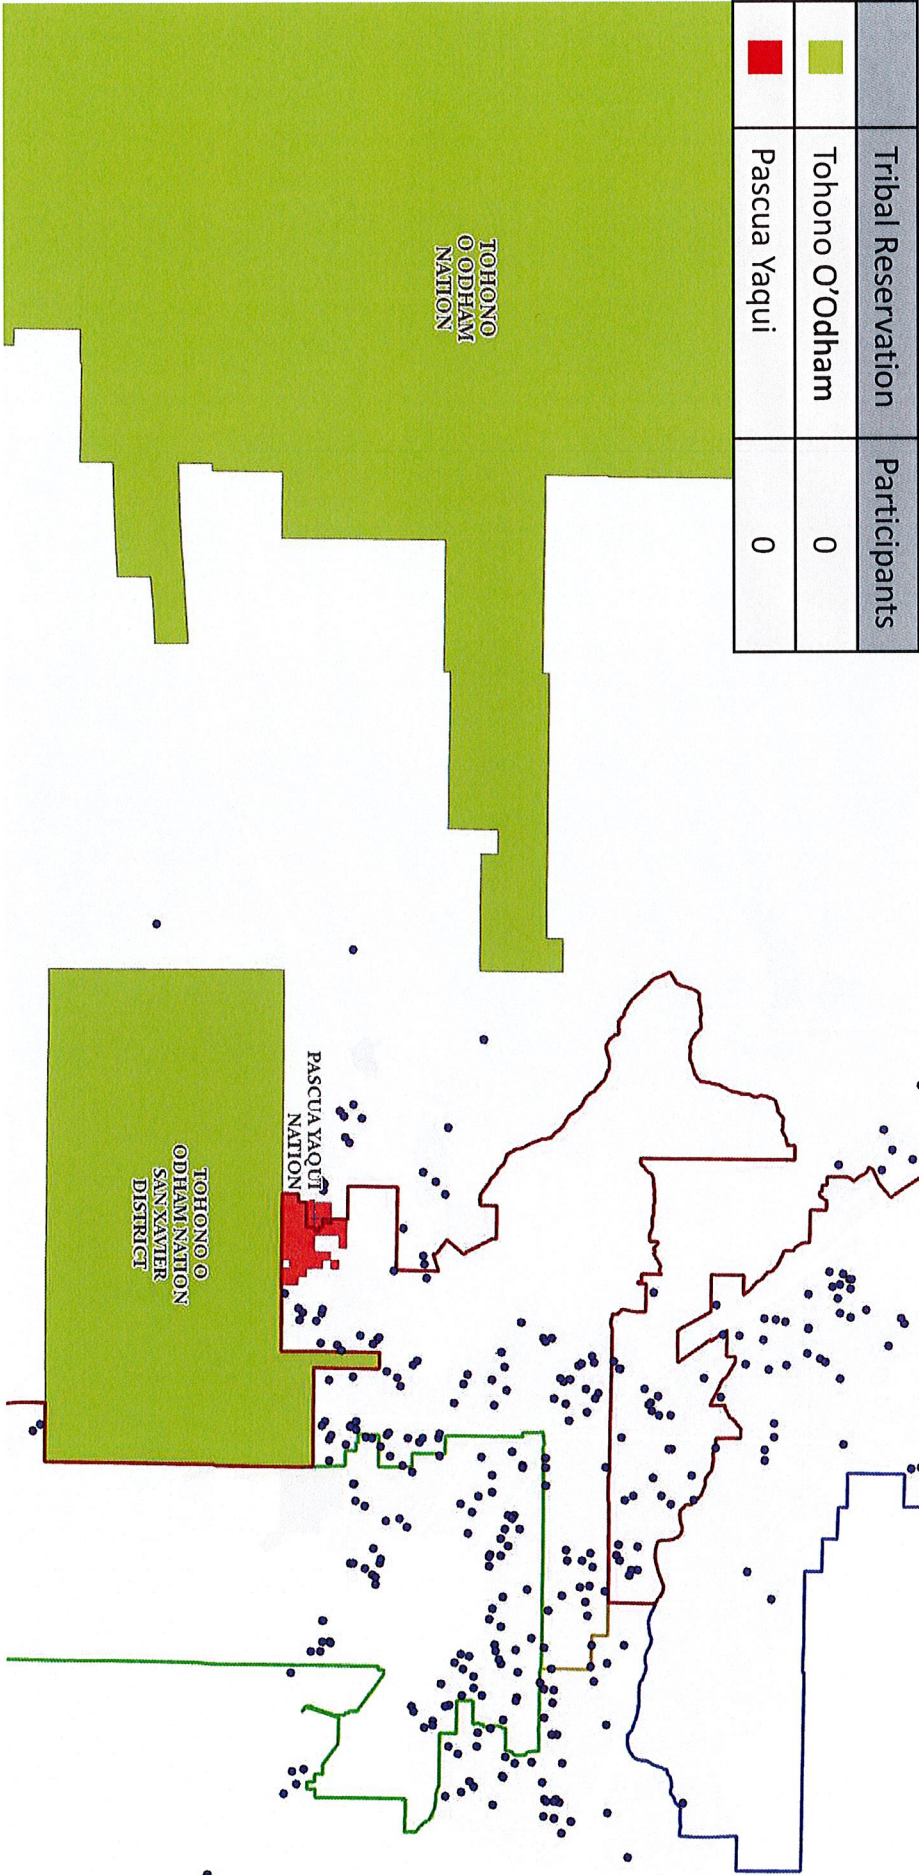 Tribal Reservation Participants
Tohono O'Odham 0
Pascua Yaqui 0
TOHONO
O ODHAM
NATION
PASCUA YAQUI
NATION
TOHONO O
ODHAM NATION
SAN XAVIER
DISTRICT